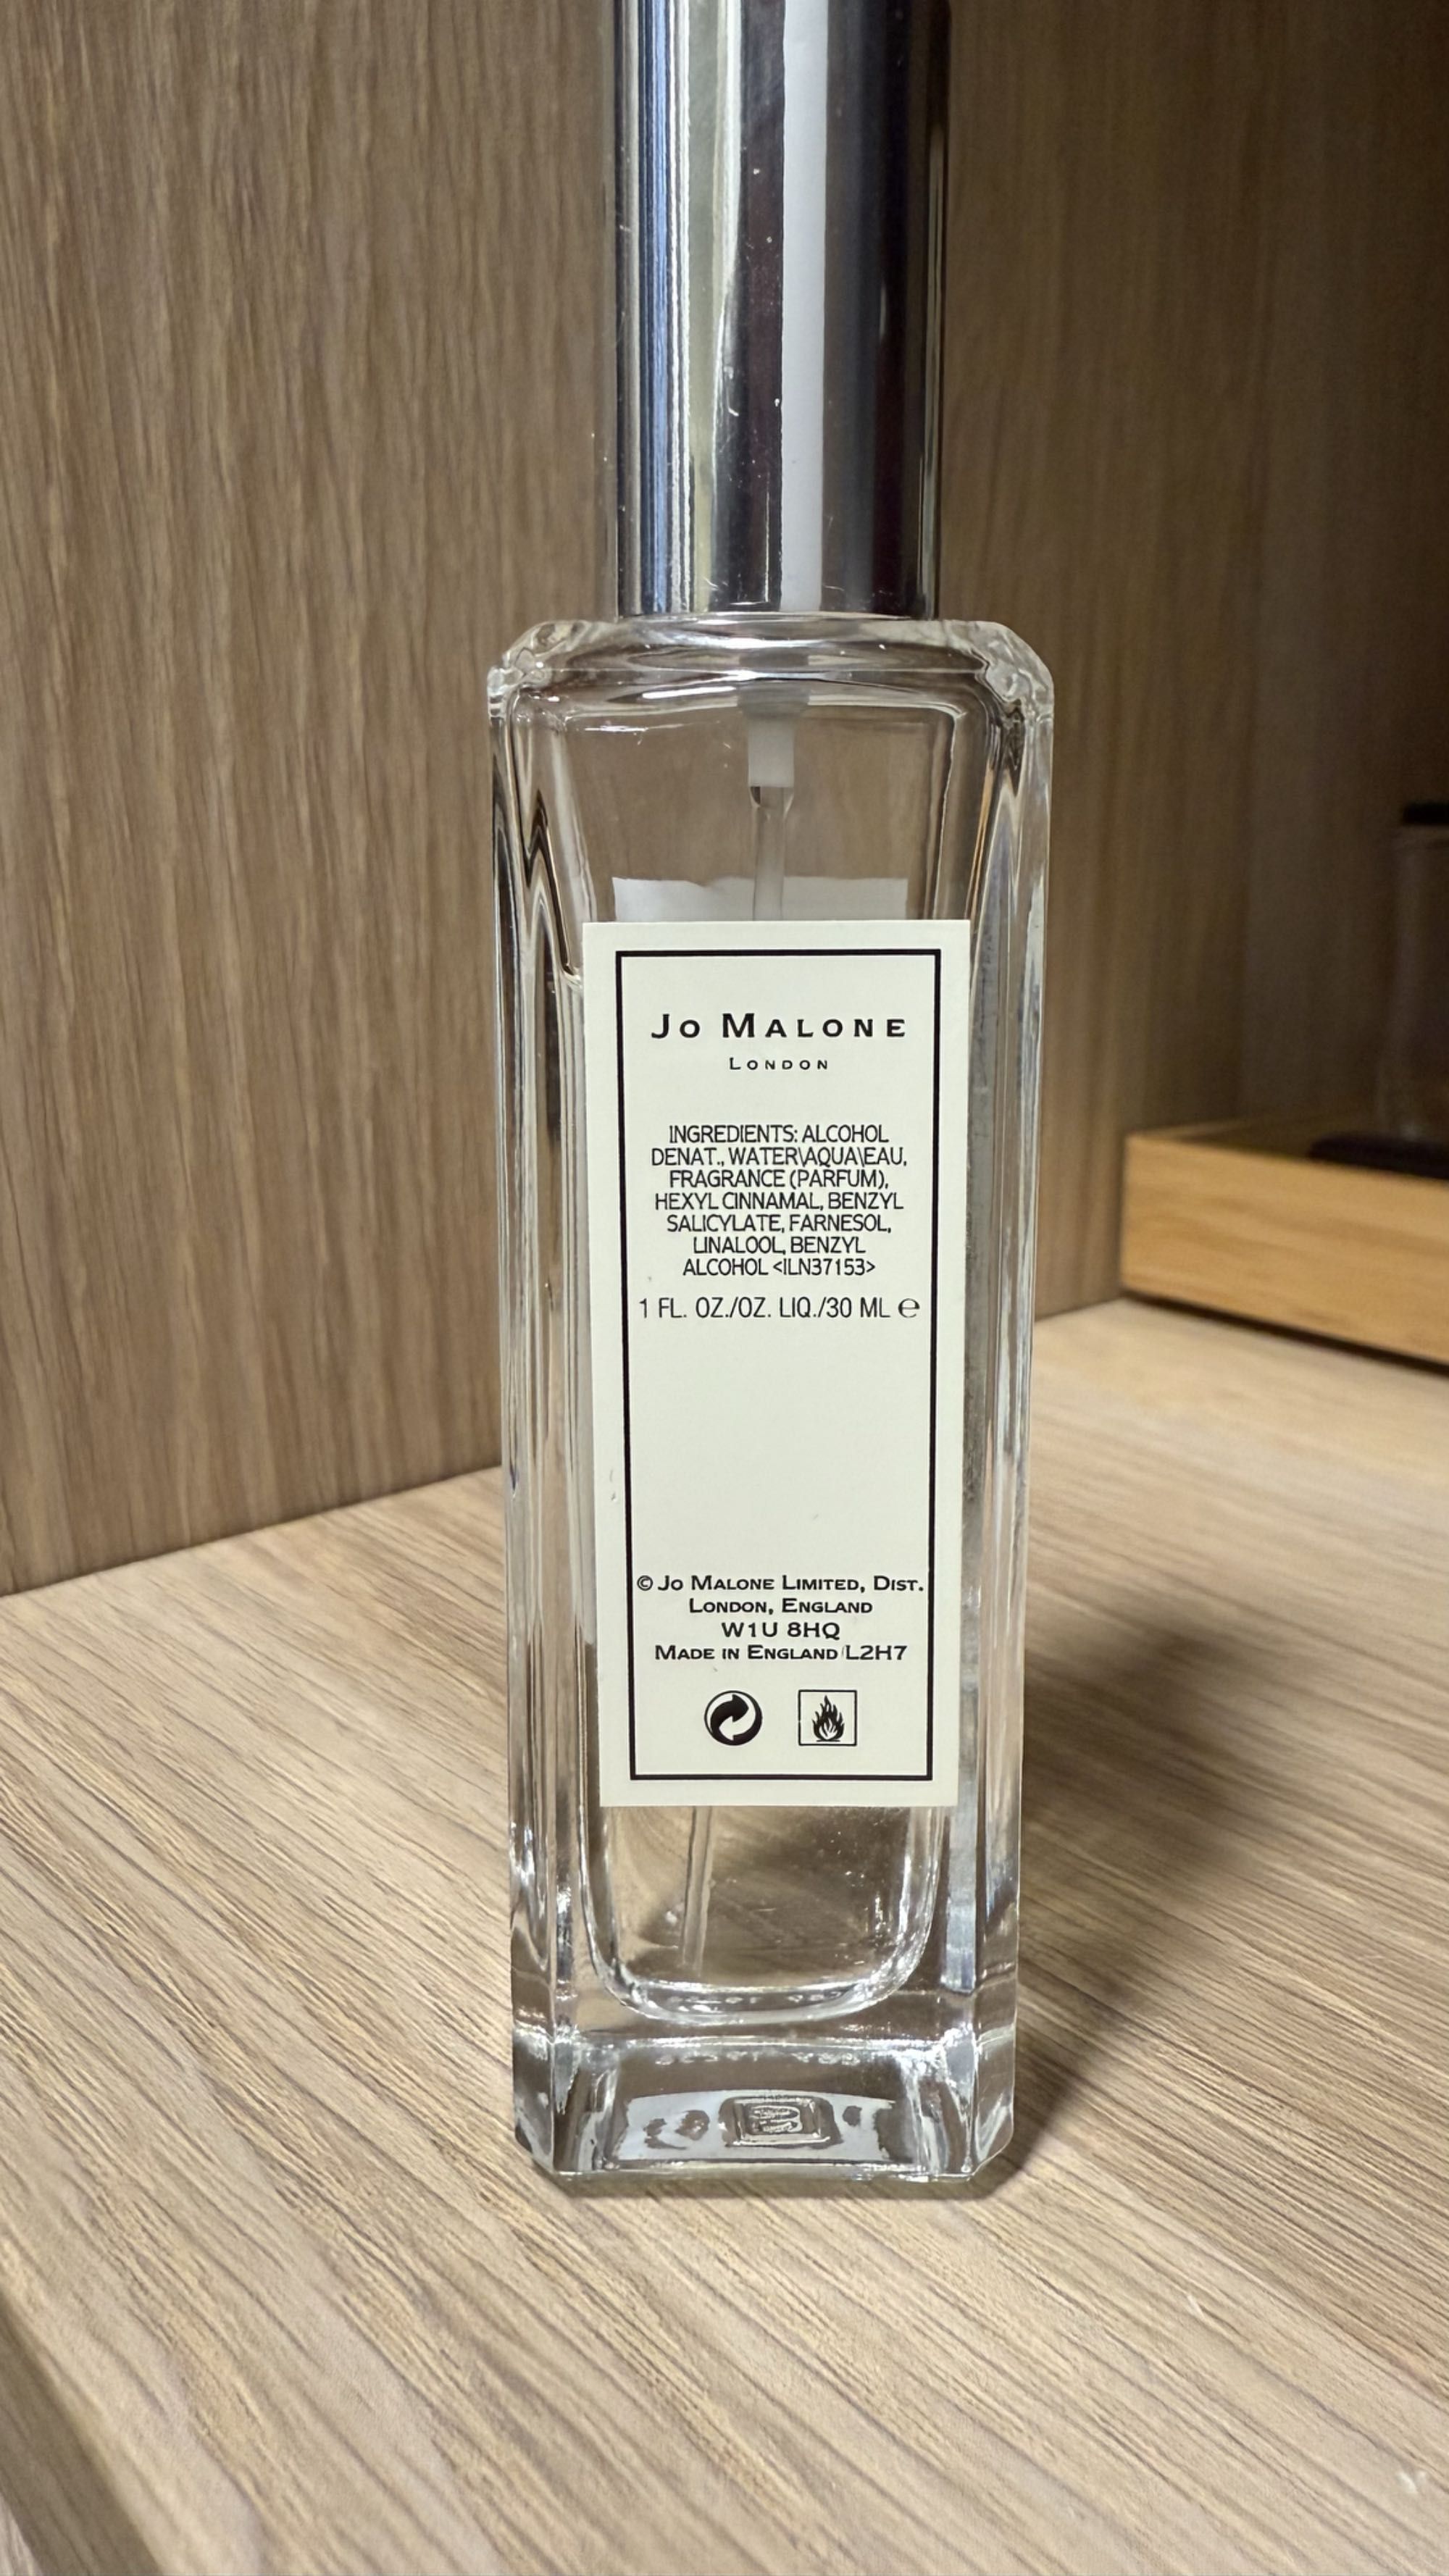 JO MALONE
LONDON
INGREDIENTS: ALCOHOL
DENAT., WATER\AQUA\EAU,
FRAGRANCE (PARFUM),
HEXYL CINNAMAL, BENZYL
SALICYLATE, FARNESOL,
LINALOOL, BENZYL
ALCOHOL <ILN37153>
1 FL. OZ./OZ. LIQ./30 ML ℮
© JO MALONE LIMITED, DIST.
LONDON, ENGLAND
W1U 8HQ
MADE IN ENGLAND L2H7